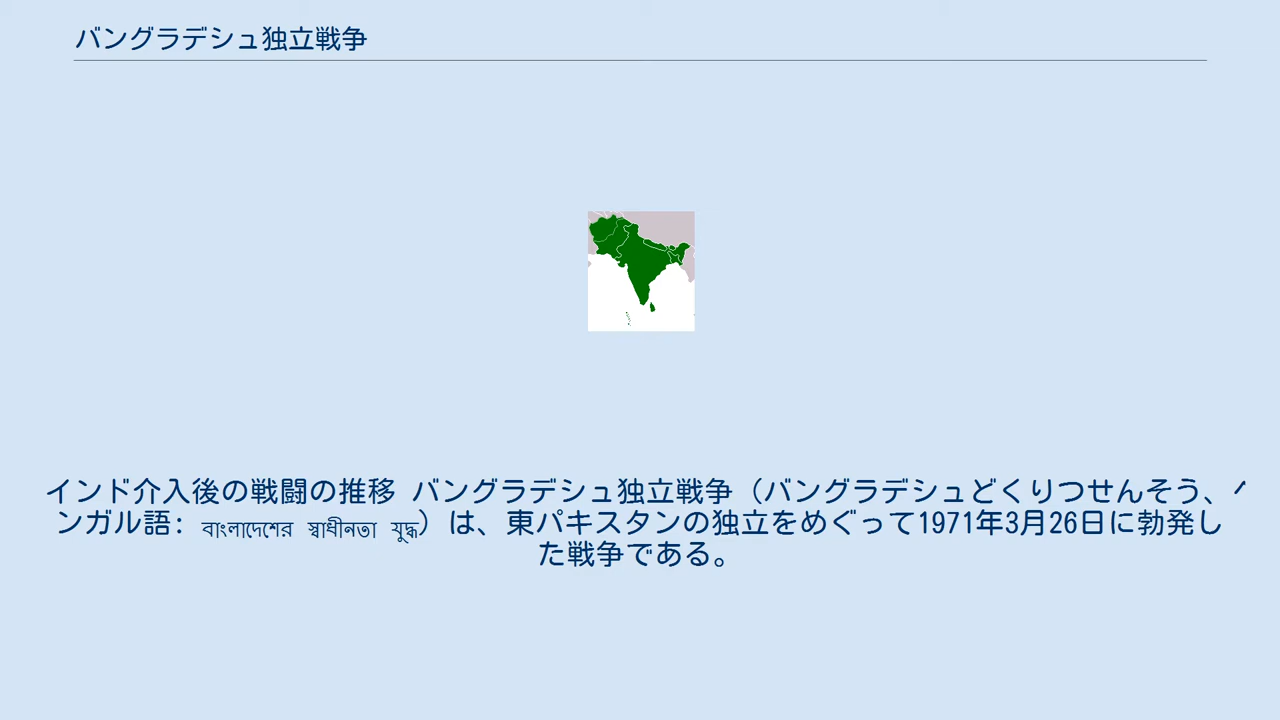 バングラデシュ独立戦争
インド介入後の戦闘の推移 バングラデシュ独立戦争（バングラデシュどくりつせんそう、ベ
ンガル語: বাংলাদেশের স্বাধীনতা যুদ্ধ）は、東パキスタンの独立をめぐって1971年3月26日に勃発し
た戦争である。